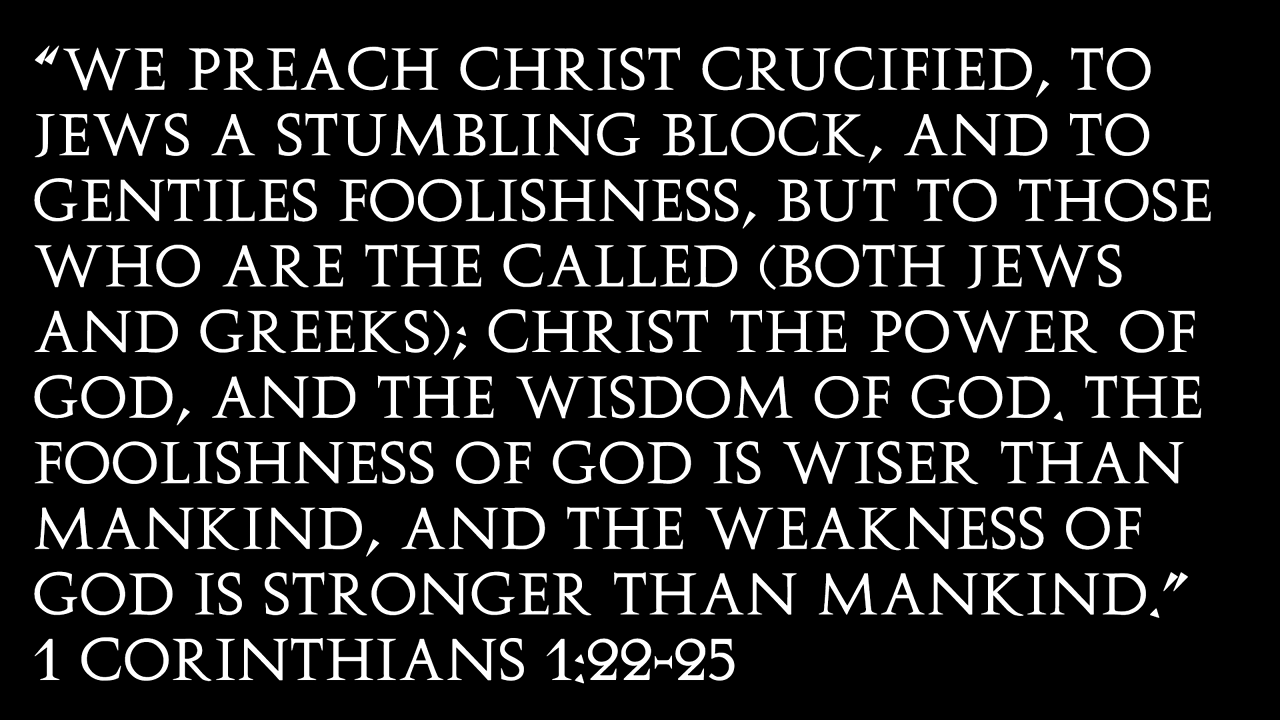 “WE PREACH CHRIST CRUCIFIED, TO
JEWS A STUMBLING BLOCK, AND TO
GENTILES FOOLISHNESS, BUT TO THOSE
WHO ARE THE CALLED (BOTH JEWS
AND GREEKS); CHRIST THE POWER OF
GOD, AND THE WISDOM OF GOD. THE
FOOLISHNESS OF GOD IS WISER THAN
MANKIND, AND THE WEAKNESS OF
GOD IS STRONGER THAN MANKIND.”
1 CORINTHIANS 1:22-25